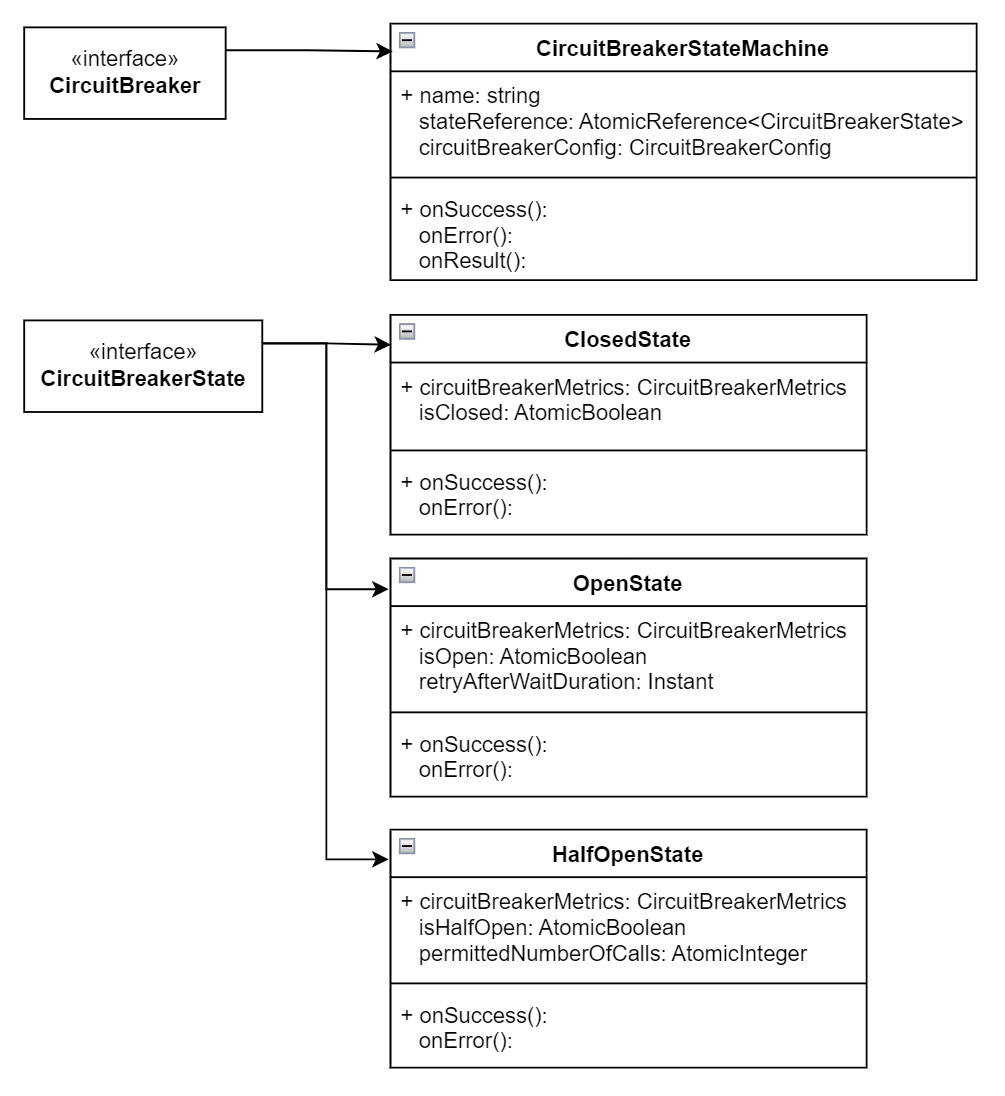 «interface»
CircuitBreaker
CircuitBreakerStateMachine
+ name: string
stateReference: AtomicReference<CircuitBreakerState>
circuitBreakerConfig: CircuitBreakerConfig
+ onSuccess():
onError():
onResult():
«interface»
CircuitBreakerState
ClosedState
+ circuitBreakerMetrics: CircuitBreakerMetrics
isClosed: AtomicBoolean
+ onSuccess():
onError():
OpenState
+ circuitBreakerMetrics: CircuitBreakerMetrics
isOpen: AtomicBoolean
retryAfterWaitDuration: Instant
+ onSuccess():
onError():
HalfOpenState
+ circuitBreakerMetrics: CircuitBreakerMetrics
isHalfOpen: AtomicBoolean
permittedNumberOfCalls: AtomicInteger
+ onSuccess():
onError():